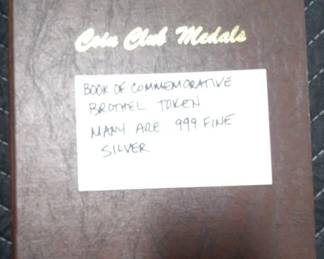 Coin Club Medals
BOOK OF COMMEMORATIVE
BROTHEL TOKEN
MANY ARE 999 FINE
SILVER